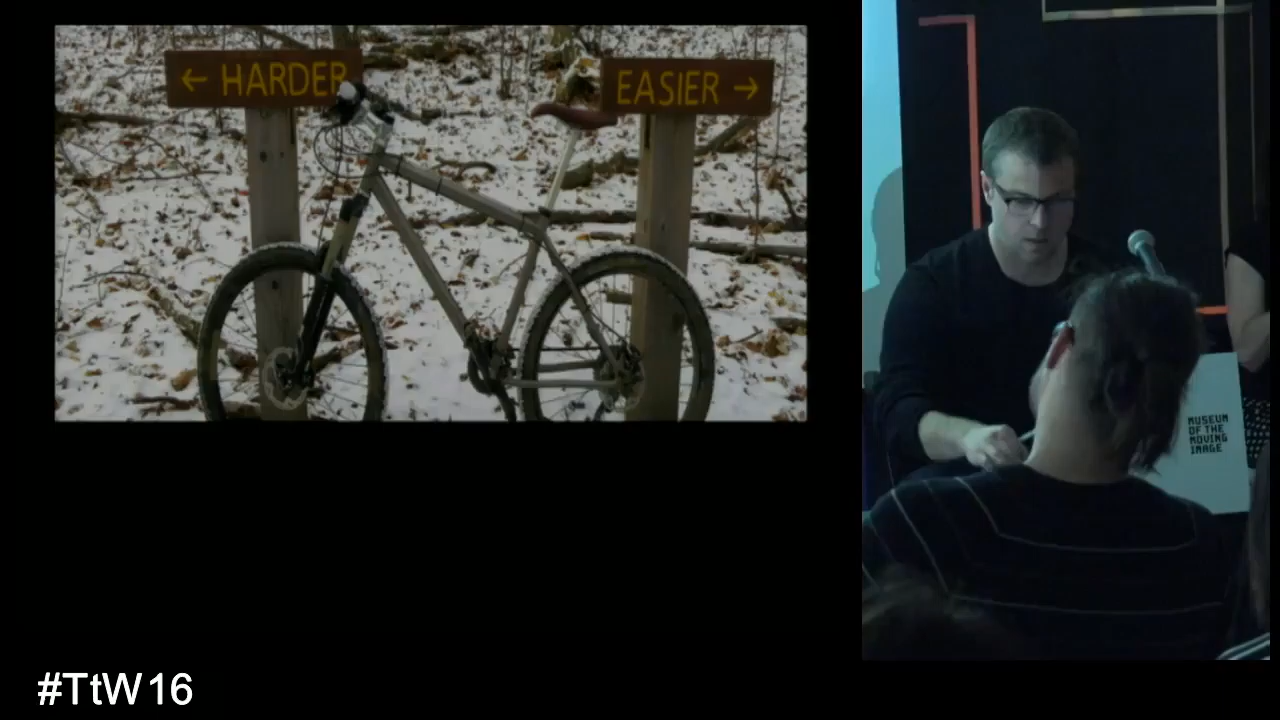 ← HARDER
EASIER →
MUSEUM
OF THE
MOVING
IMAGE
#TtW16